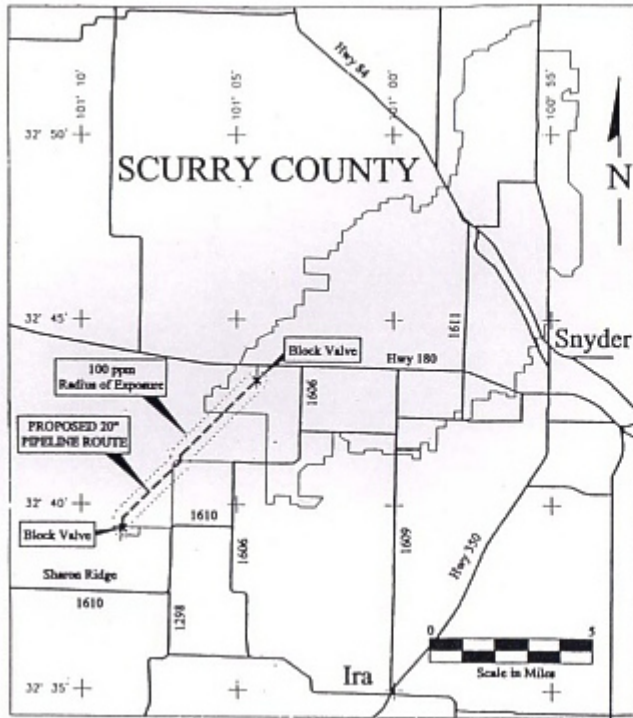 Hwy 84
101° 10'
101° 05'
101° 00'
100° 55'
32° 50'
SCURRY COUNTY
N
32° 45'
1611
Snyder
Block Valve
Hwy 180
100 ppm
Radius of Exposure
1606
PROPOSED 20"
PIPELINE ROUTE
32° 40'
1610
Block Valve
1606
1609
Hwy 350
Sharon Ridge
1610
1298
0
5
Scale in Miles
Ira
32° 35'